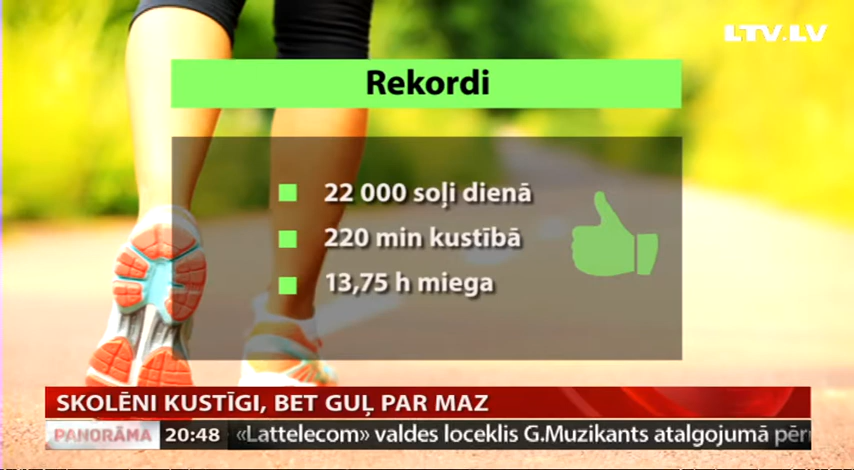 LTV.LV
Rekordi
22 000 soļi dienā
220 min kustībā
13,75 h miega
SKOLĒNI KUSTĪGI, BET GUĻ PAR MAZ
PANORĀMA 20:48 «Lattelecom» valdes loceklis G.Muzikants atalgojumā pērn